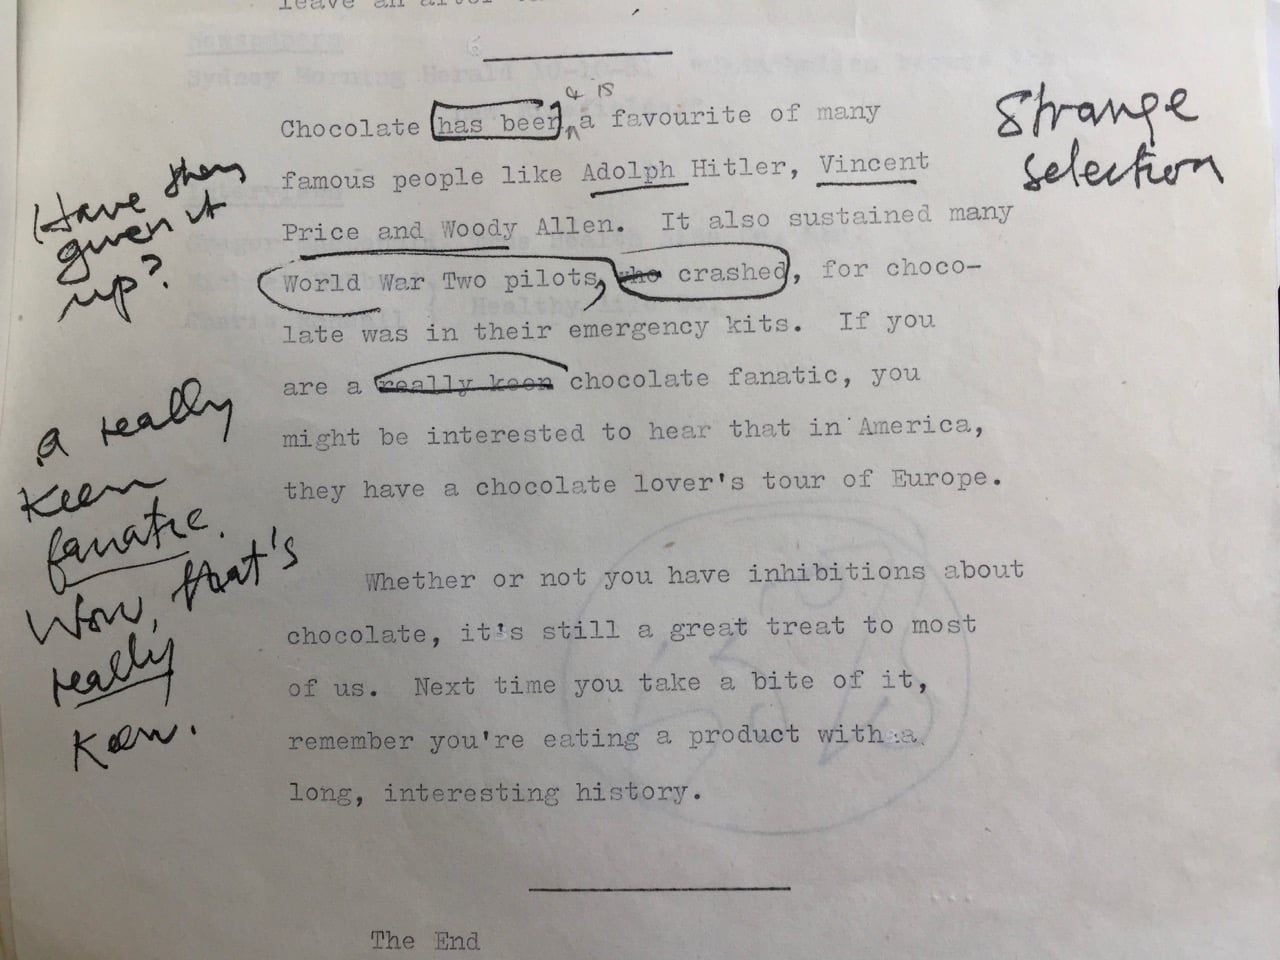 leave an after
Chocolate has been a favourite of many
& is
Strange
selection
famous people like Adolph Hitler, Vincent
Have they
given it
up?
Price and Woody Allen. It also sustained many
World War Two pilots, who crashed, for choco-
late was in their emergency kits. If you
are a really keen chocolate fanatic, you
might be interested to hear that in America,
they have a chocolate lover's tour of Europe.
a really
keen
fanatic.
Wow, that's
really
keen.
Whether or not you have inhibitions about
chocolate, it's still a great treat to most
of us. Next time you take a bite of it,
remember you're eating a product with a
long, interesting history.
The End